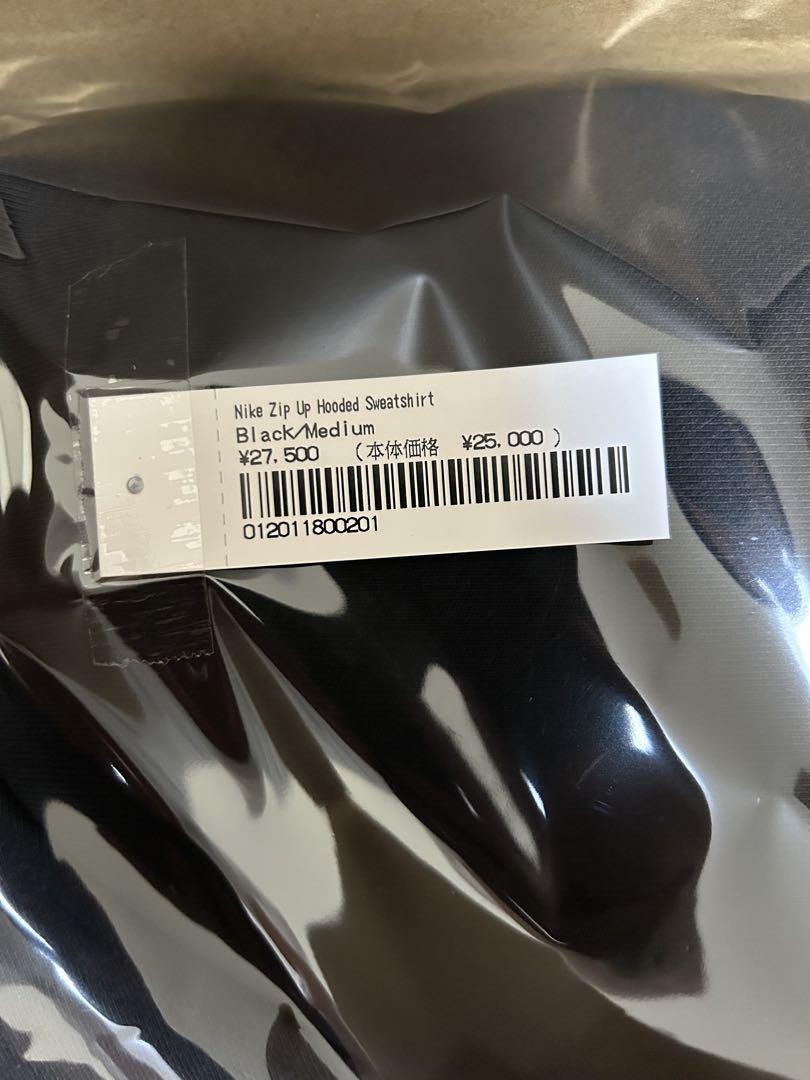 Nike Zip Up Hooded Sweatshirt
Black/Medium
¥27,500 (本体価格 ¥25,000 )
012011800201